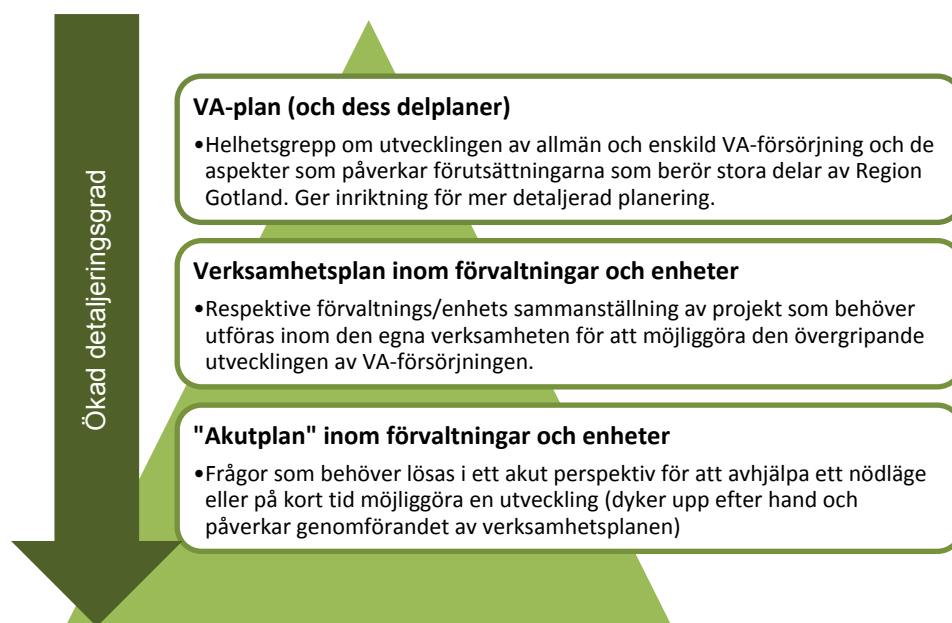 Ökad detaljeringsgrad
VA-plan (och dess delplaner)
•Helhetsgrepp om utvecklingen av allmän och enskild VA-försörjning och de
aspekter som påverkar förutsättningarna som berör stora delar av Region
Gotland. Ger inriktning för mer detaljerad planering.
Verksamhetsplan inom förvaltningar och enheter
•Respektive förvaltnings/enhets sammanställning av projekt som behöver
utföras inom den egna verksamheten för att möjliggöra den övergripande
utvecklingen av VA-försörjningen.
"Akutplan" inom förvaltningar och enheter
•Frågor som behöver lösas i ett akut perspektiv för att avhjälpa ett nödläge
eller på kort tid möjliggöra en utveckling (dyker upp efter hand och
påverkar genomförandet av verksamhetsplanen)